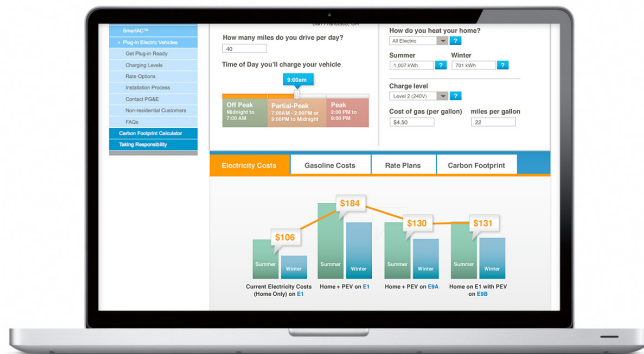 San Francisco, CA
SmartAC™
Plug-in Electric Vehicles
Get Plug-in Ready
Charging Levels
Rate Options
Installation Process
Contact PG&E
Non-residential Customers
FAQs
Carbon Footprint Calculator
Taking Responsibility
How many miles do you drive per day?
40
Time of Day you'll charge your vehicle
9:00am
Off Peak
Midnight to
7:00 AM
Partial-Peak
7:00AM - 2:00PM or
9:00PM to Midnight
Peak
2:00 PM to
9:00 PM
How do you heat your home?
All Electric ?
Summer Winter
1,007 kWh ? 701 kWh ?
Charge level
Level 2 (240V) ?
Cost of gas (per gallon) miles per gallon
$4.50 22
Electricity Costs Gasoline Costs Rate Plans Carbon Footprint
$106 $184 $130 $131
Summer Winter Summer Winter Summer Winter Summer Winter
Current Electricity Costs
(Home Only) on E1
Home + PEV on E1
Home + PEV on E9A
Home on E1 with PEV
on E9B